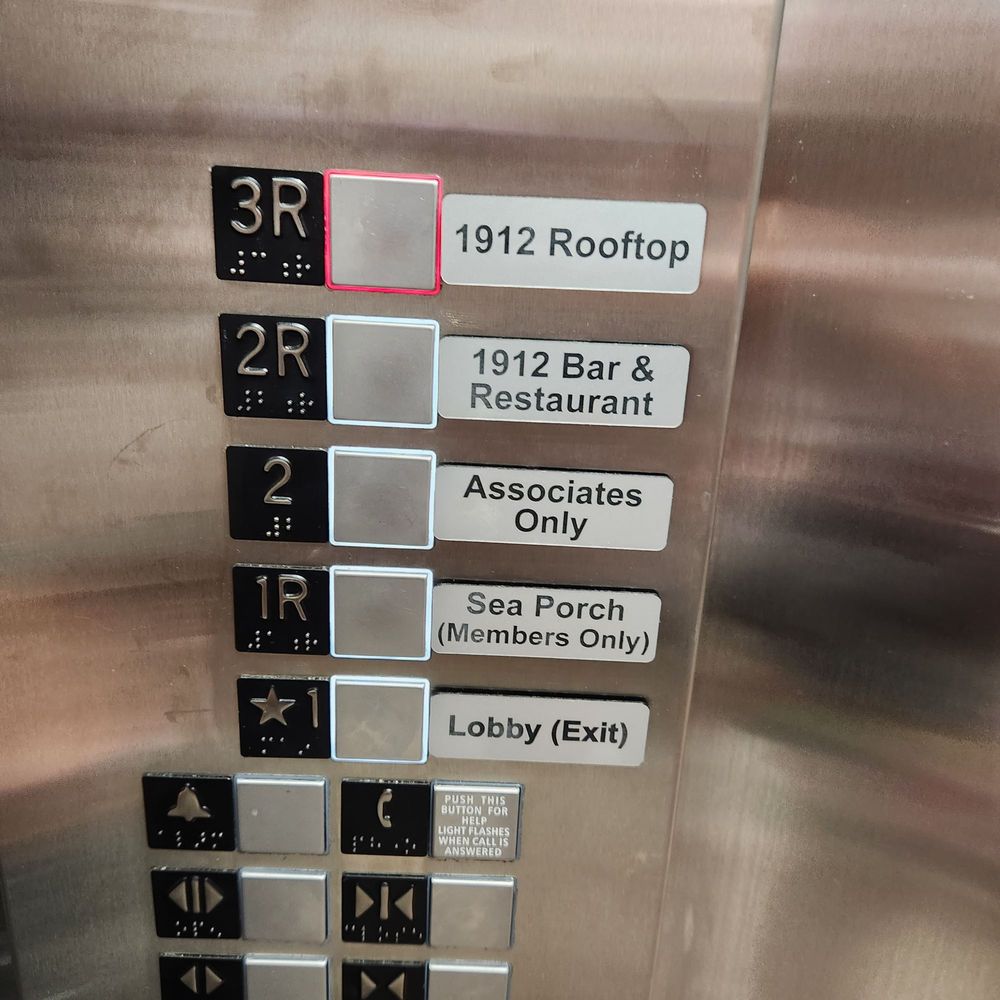 3R
1912 Rooftop
2R
1912 Bar &
Restaurant
2
Associates
Only
1R
Sea Porch
(Members Only)
★1
Lobby (Exit)
PUSH THIS
BUTTON FOR
HELP
LIGHT FLASHES
WHEN CALL IS
ANSWERED